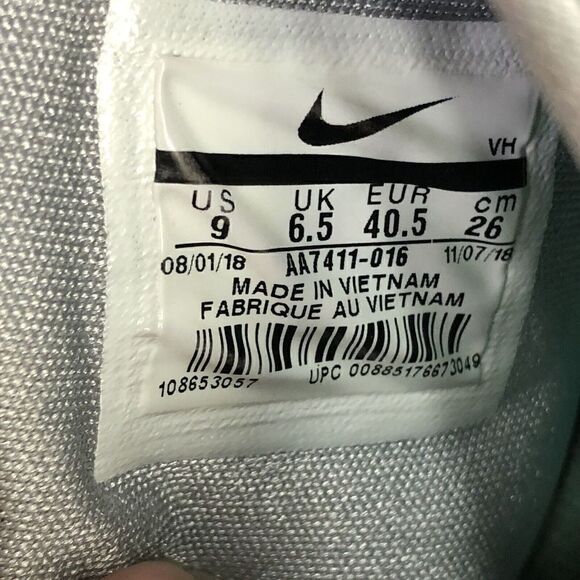 VH
US UK EUR cm
9 6.5 40.5 26
08/01/18 AA7411-016 11/07/18
MADE IN VIETNAM
FABRIQUE AU VIETNAM
108653057 UPC 00885176673049